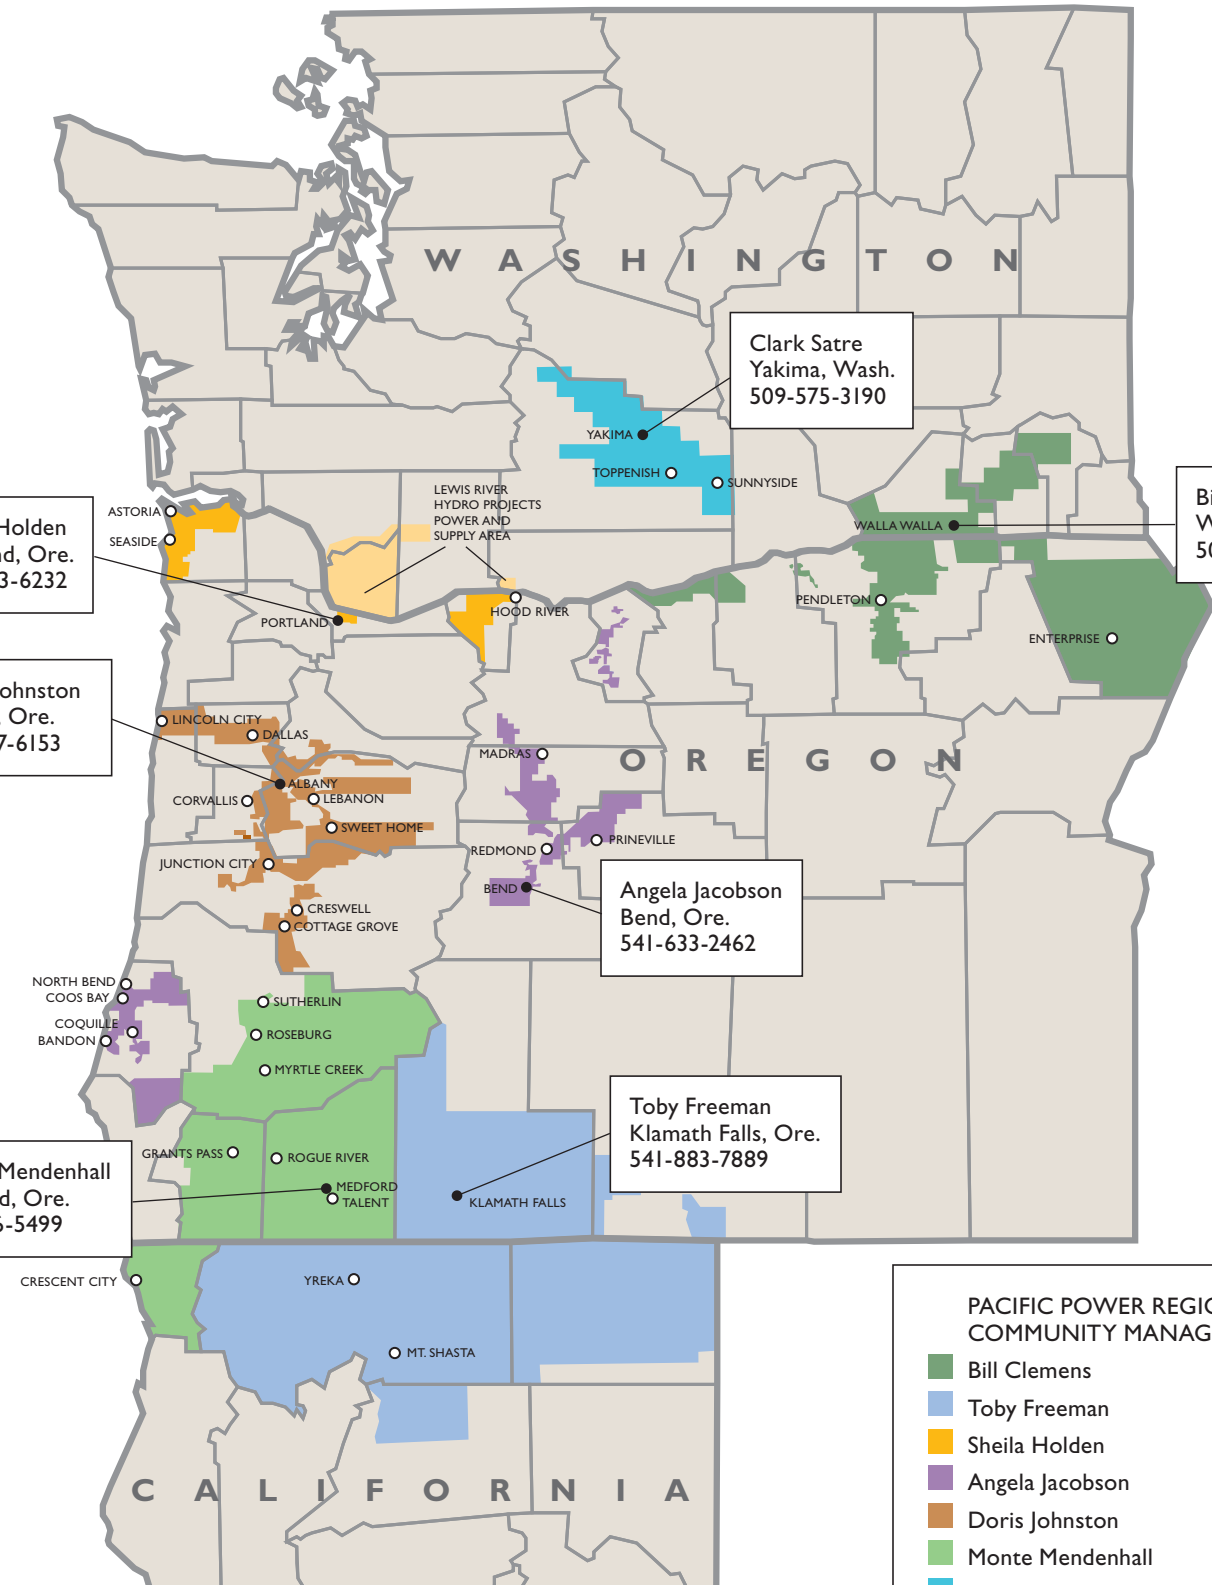 WASHINGTON
Clark Satre
Yakima, Wash.
509-575-3190
YAKIMA
TOPPENISH
SUNNYSIDE
LEWIS RIVER
HYDRO PROJECTS
POWER AND
SUPPLY AREA
ASTORIA
SEASIDE
Holden
d, Ore.
3-6232
WALLA WALLA
Bi
W
50
PORTLAND
HOOD RIVER
PENDLETON
ENTERPRISE
ohnston
, Ore.
7-6153
LINCOLN CITY
DALLAS
MADRAS
OREGON
ALBANY
CORVALLIS
LEBANON
SWEET HOME
JUNCTION CITY
REDMOND
PRINEVILLE
BEND
Angela Jacobson
Bend, Ore.
541-633-2462
CRESWELL
COTTAGE GROVE
NORTH BEND
COOS BAY
COQUILLE
BANDON
SUTHERLIN
ROSEBURG
MYRTLE CREEK
Toby Freeman
Klamath Falls, Ore.
541-883-7889
GRANTS PASS
ROGUE RIVER
Mendenhall
d, Ore.
6-5499
MEDFORD
TALENT
KLAMATH FALLS
CRESCENT CITY
YREKA
MT. SHASTA
CALIFORNIA
PACIFIC POWER REGIO
COMMUNITY MANAG
Bill Clemens
Toby Freeman
Sheila Holden
Angela Jacobson
Doris Johnston
Monte Mendenhall